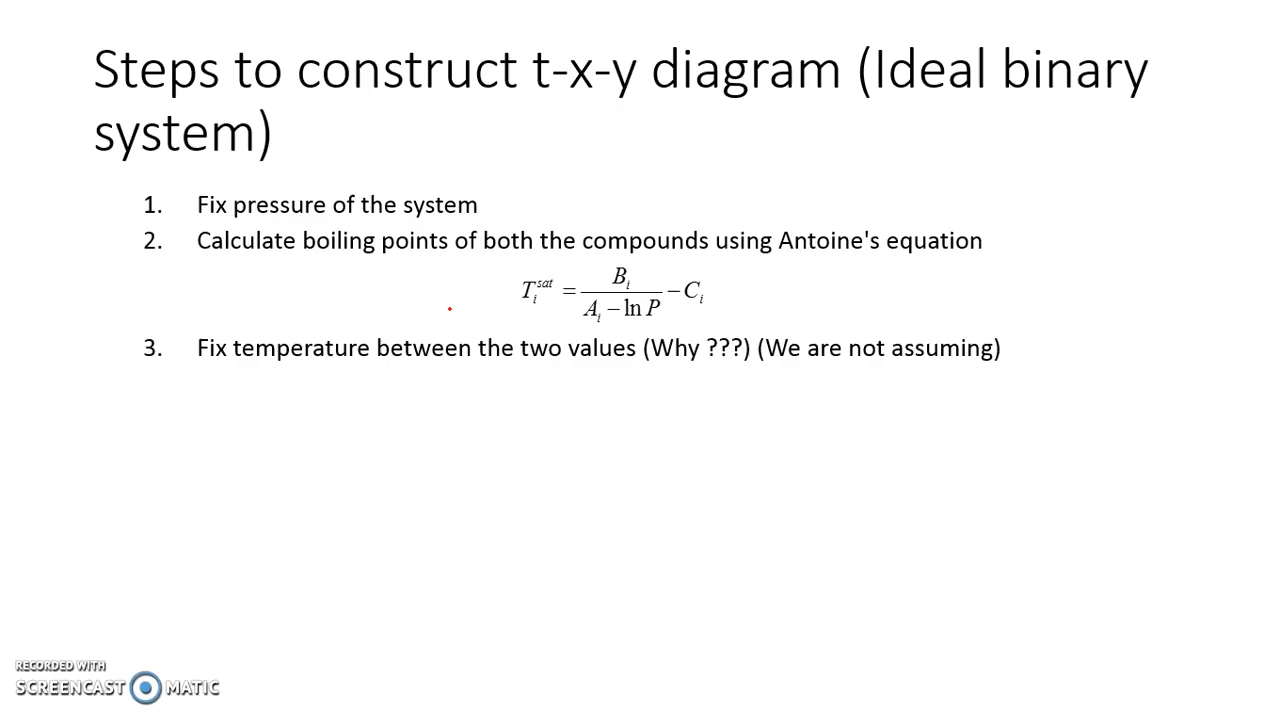 Steps to construct t-x-y diagram (Ideal binary
system)
1. Fix pressure of the system
2. Calculate boiling points of both the compounds using Antoine's equation
T_i^{sat} = \frac{B_i}{A_i - \ln P} - C_i
3. Fix temperature between the two values (Why ???) (We are not assuming)
RECORDED WITH
SCREENCAST MATIC